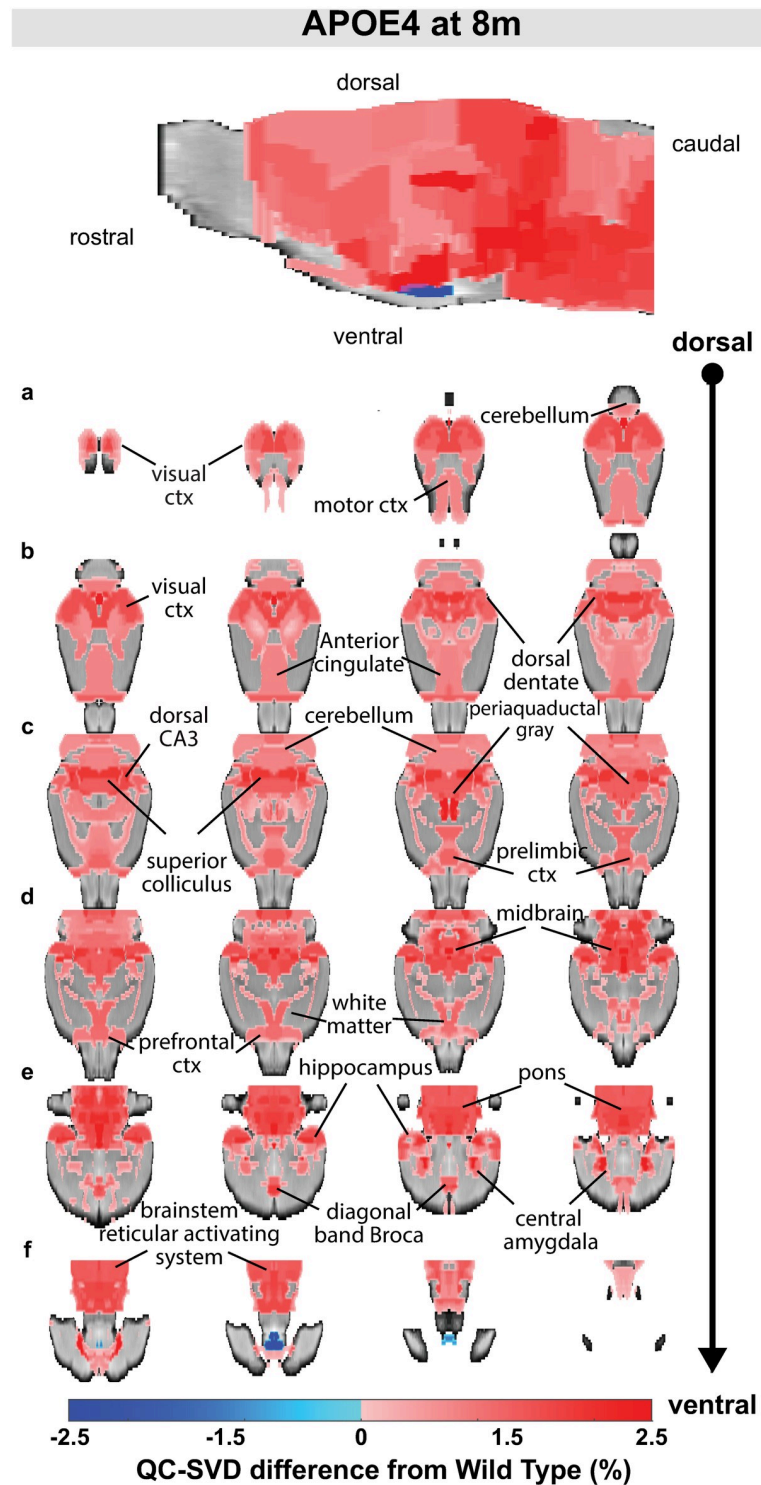 APOE4 at 8m
dorsal
caudal
rostral
ventral
dorsal
a
cerebellum
visual
ctx
motor ctx
b
visual
ctx
Anterior
cingulate
dorsal
dentate
periaquaductal
gray
c
dorsal
CA3
cerebellum
superior
colliculus
prelimbic
ctx
d
midbrain
white
matter
prefrontal
ctx
e
hippocampus
pons
diagonal
band Broca
central
amygdala
brainstem
reticular activating
system
f
ventral
-2.5 -1.5 0 1.5 2.5
QC-SVD difference from Wild Type (%)